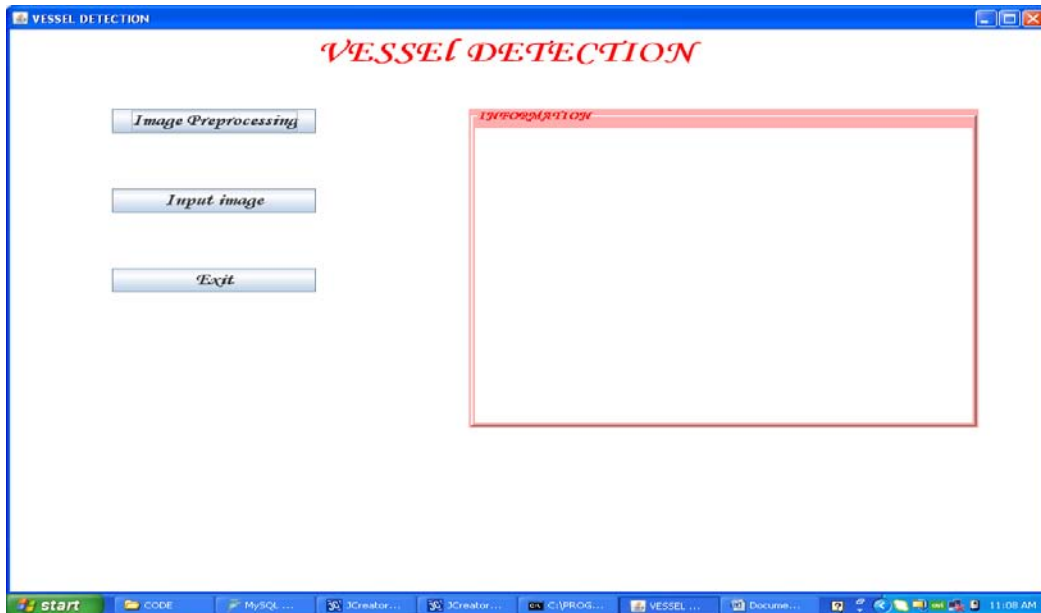 VESSEL DETECTION
VESSEl DETECTION
Image Preprocessing
INFORMATION
Input image
Exit
start
CODE
MySQL ...
JCreator...
JCreator...
C:\PROG...
VESSEL ...
Docume...
11:08 AM